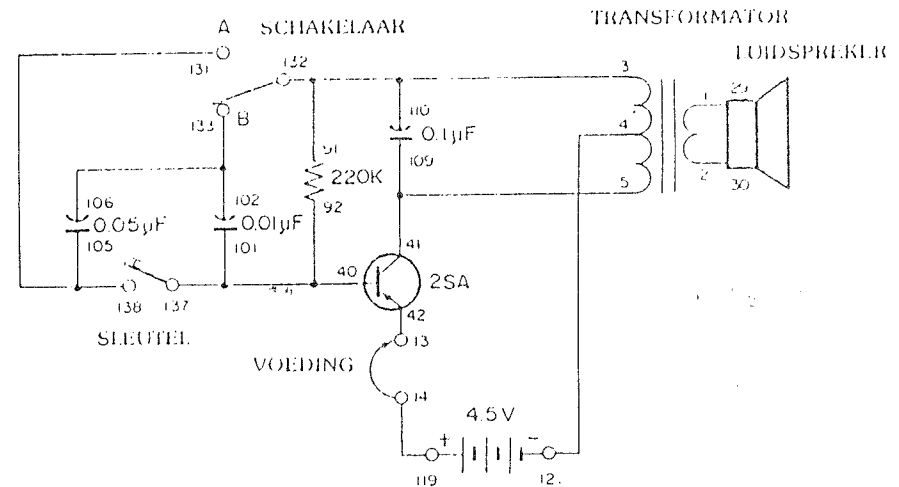 TRANSFORMATOR
A SCHAKELAAR
LUIDSPREKER
131
132
3
133
B
110
0.1µF
4
1
29
91
109
220K
92
5
2
30
106
102
0.05µF
0.01µF
105
101
41
40
2SA
138
137
42
SLEUTEL
13
VOEDING
14
4.5V
+
−
119
12.